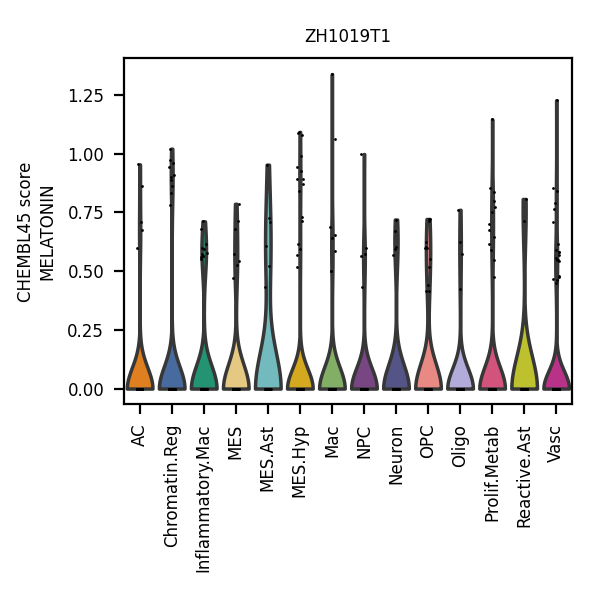 ZH1019T1
CHEMBL45 score
MELATONIN
1.25
1.00
0.75
0.50
0.25
0.00
AC
Chromatin.Reg
Inflammatory.Mac
MES
MES.Ast
MES.Hyp
Mac
NPC
Neuron
OPC
Oligo
Prolif.Metab
Reactive.Ast
Vasc